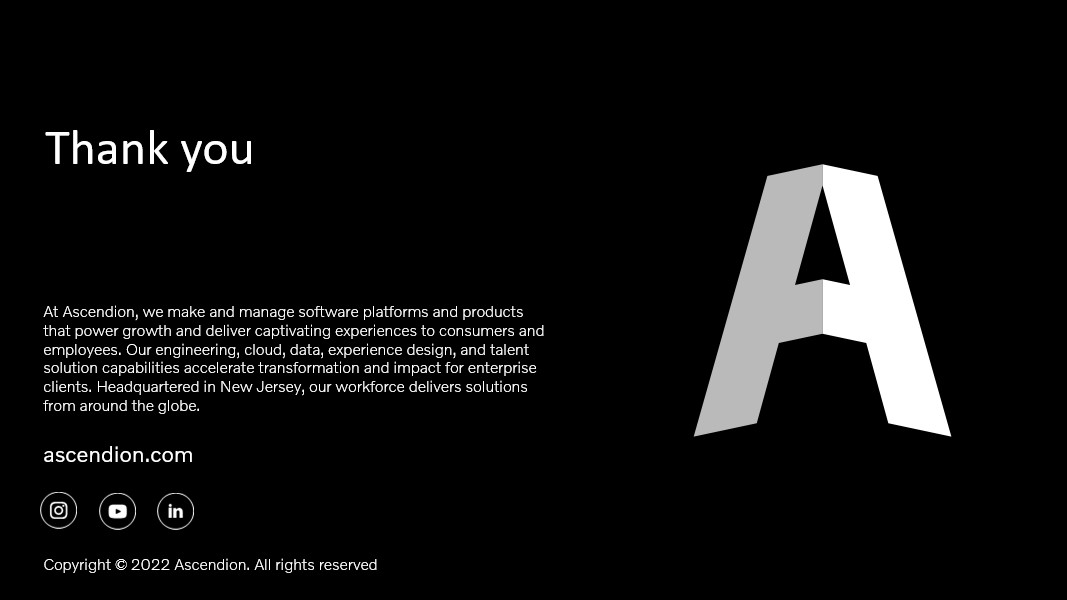 Thank you
At Ascendion, we make and manage software platforms and products
that power growth and deliver captivating experiences to consumers and
employees. Our engineering, cloud, data, experience design, and talent
solution capabilities accelerate transformation and impact for enterprise
clients. Headquartered in New Jersey, our workforce delivers solutions
from around the globe.
ascendion.com
in
Copyright © 2022 Ascendion. All rights reserved